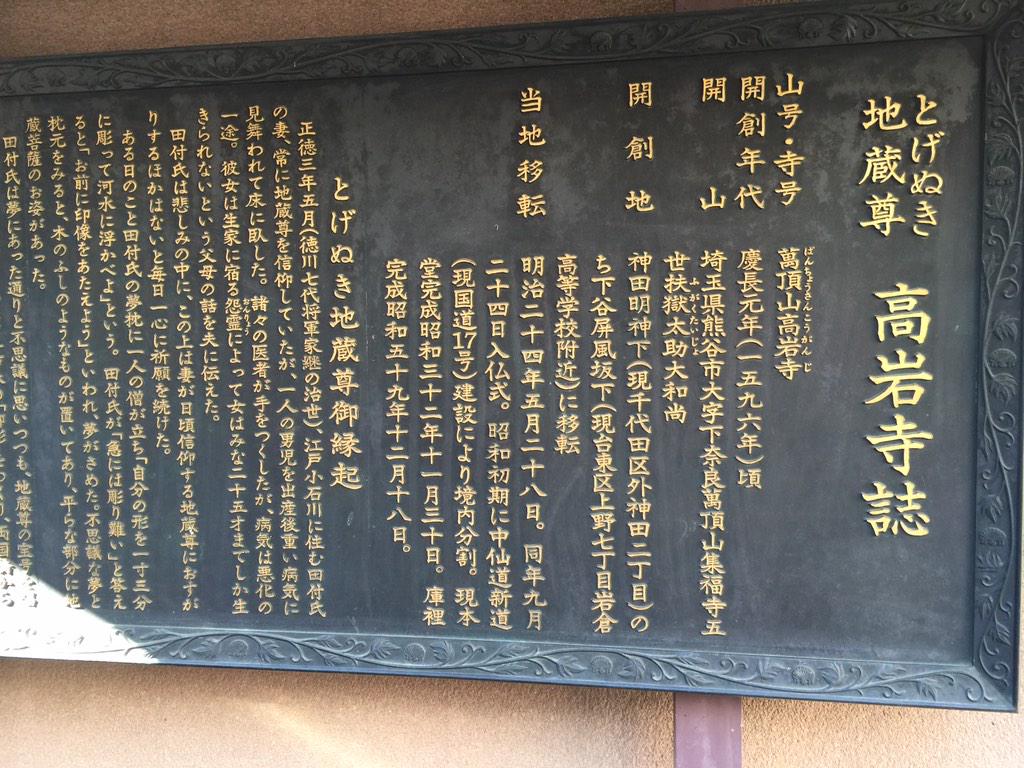 とげぬき
地蔵尊 高岩寺誌
山号・寺号 萬頂山高岩寺
ばんちょうざんこうがんじ
開創年代 慶長元年(一五九六年)頃
開山 埼玉県熊谷市大字下奈良萬頂山集福寺五
世扶嶽太助大和尚
ふがくたいじょ
開創地 神田明神下(現千代田区外神田二丁目)の
ち下谷屏風坂下(現台東区上野七丁目岩倉
高等学校附近)に移転
当地移転 明治二十四年五月二十八日。同年九月
二十四日入仏式。昭和初期に中仙道新道
(現国道17号)建設により境内分割。現本
堂完成昭和三十二年十一月三十日。庫裡
完成昭和五十九年十二月十八日。
とげぬき地蔵尊御縁起
正徳三年五月(徳川七代将軍家継の治世)、江戸小石川に住む田付氏
の妻、常に地蔵尊を信仰していたが、一人の男児を出産後重い病気に
見舞われて床に臥した。諸々の医者が手をつくしたが、病気は悪化の
一途。彼女は生家に宿る怨霊によって女はみな二十五才までしか生
おんりょう
きられないという父母の話を夫に伝えた。
田付氏は悲しみの中に、この上は妻が日頃信仰する地蔵尊におすが
りするほかはないと毎日一心に祈願を続けた。
ある日のこと田付氏の夢枕に一人の僧が立ち「自分の形を一寸三分
に彫って河水に浮かべよ」という。田付氏が「急には彫り難い」と答え
ると、「お前に印像をあたえよう」といわれ、夢がさめた。不思議な夢と
枕元をみると、木のふしのようなものが置いてあり、平らな部分に地
蔵菩薩のお姿があった。
田付氏は夢にあった通りと不思議に思いつつも、地蔵尊の宝号を